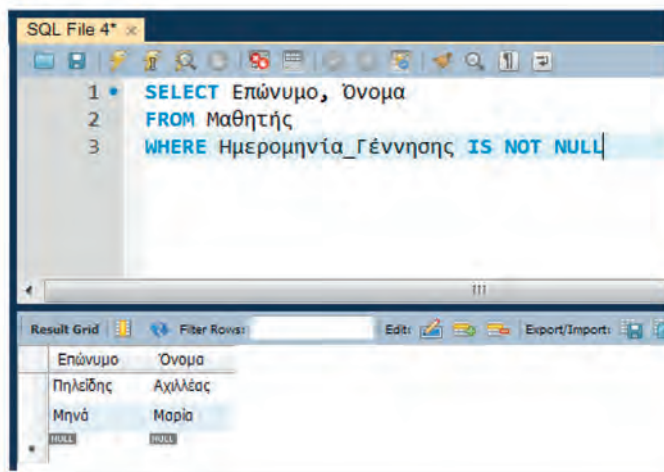 SQL File 4*
1 SELECT Επώνυμο, Όνομα
2 FROM Μαθητής
3 WHERE Ημερομηνία_Γέννησης IS NOT NULL
Result Grid Filter Rows: Edit: Export/Import:
Επώνυμο Όνομα
Πηλείδης Αχιλλέας
Μηνά Μαρία
NULL NULL